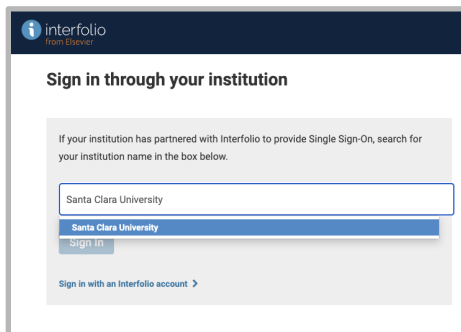 interfolio
from Elsevier
Sign in through your institution
If your institution has partnered with Interfolio to provide Single Sign-On, search for
your institution name in the box below.
Santa Clara University
Santa Clara University
Sign In
Sign in with an Interfolio account